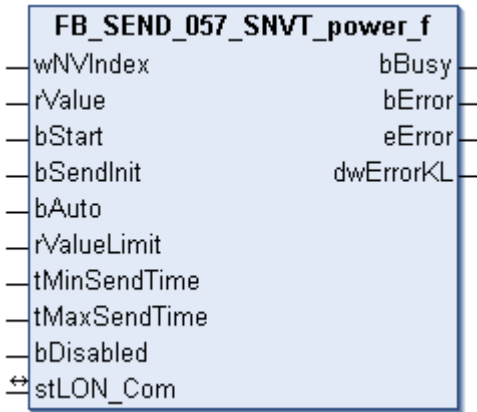 FB_SEND_057_SNVT_power_f
wNVIndex bBusy
rValue bError
bStart eError
bSendInit dwErrorKL
bAuto
rValueLimit
tMinSendTime
tMaxSendTime
bDisabled
stLON_Com